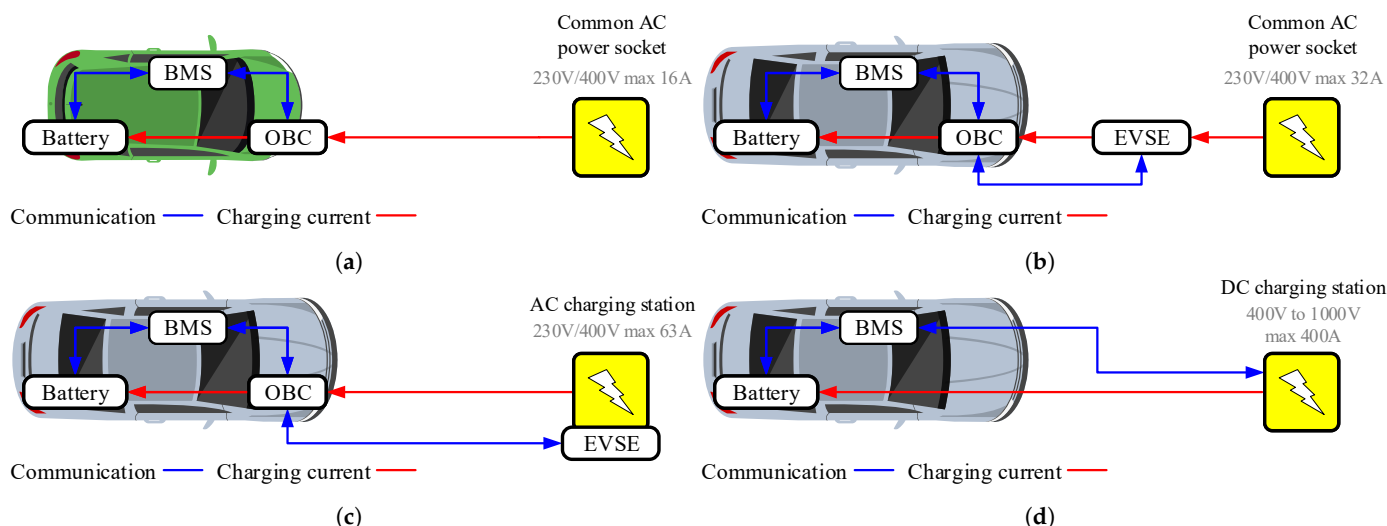 Common AC
power socket
230V/400V max 16A
BMS
Battery
OBC
Communication
Charging current
(a)
Common AC
power socket
230V/400V max 32A
BMS
Battery
OBC
EVSE
Communication
Charging current
(b)
AC charging station
230V/400V max 63A
BMS
Battery
OBC
EVSE
Communication
Charging current
(c)
DC charging station
400V to 1000V
max 400A
BMS
Battery
Communication
Charging current
(d)